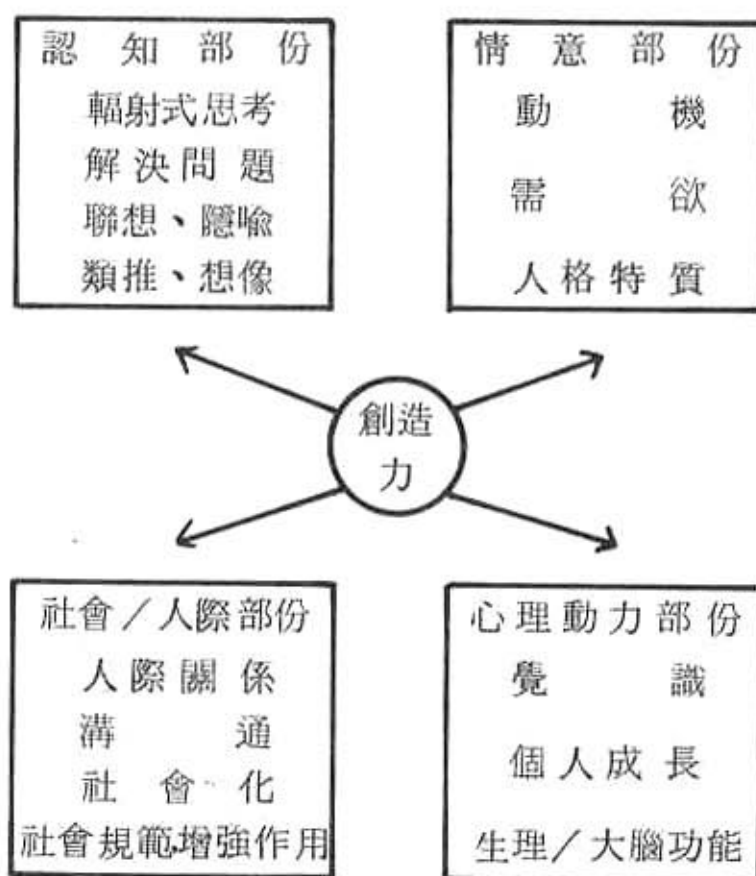 認知部份
輻射式思考
解決問題
聯想、隱喻
類推、想像
情意部份
動機
需欲
人格特質
創造
力
社會／人際部份
人際關係
溝通
社會化
社會規範增強作用
心理動力部份
覺識
個人成長
生理／大腦功能